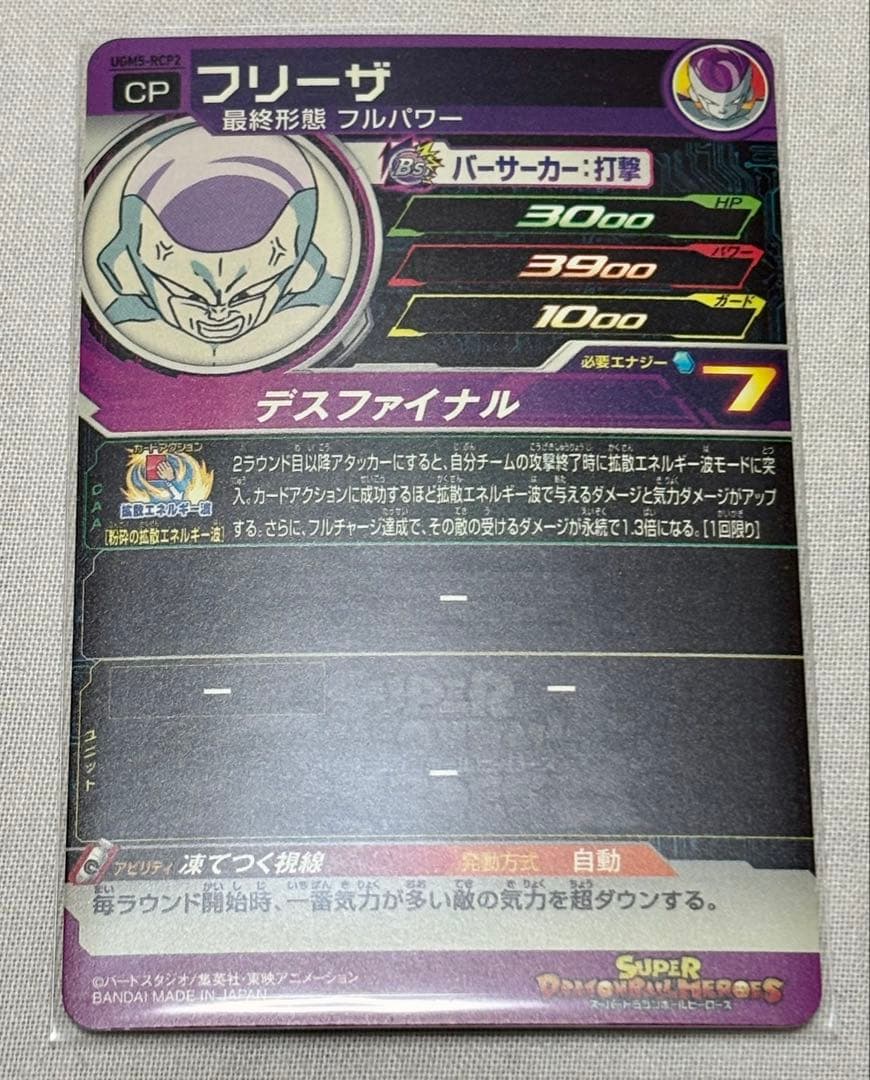 UGM5-RCP2
CP
フリーザ
最終形態 フルパワー
Bs
バーサーカー:打撃
HP
3000
パワー
3900
ガード
1000
必要エナジー
7
デスファイナル
CAA
カードアクション
拡散エネルギー波
[粉砕の拡散エネルギー波]
2ラウンド目以降アタッカーにすると、自分チームの攻撃終了時に拡散エネルギー波モードに突
入。カードアクションに成功するほど拡散エネルギー波で与えるダメージと気力ダメージがアップ
する。さらに、フルチャージ達成で、その敵の受けるダメージが永続で1.3倍になる。[1回限り]
ー
ユニット
ー ー
ー
アビリティ 凍てつく視線 発動方式 自動
毎ラウンド開始時、一番気力が多い敵の気力を超ダウンする。
©バードスタジオ/集英社・東映アニメーション
BANDAI MADE IN JAPAN
SUPER
DRAGONBALL HEROES
スーパードラゴンボールヒーローズ